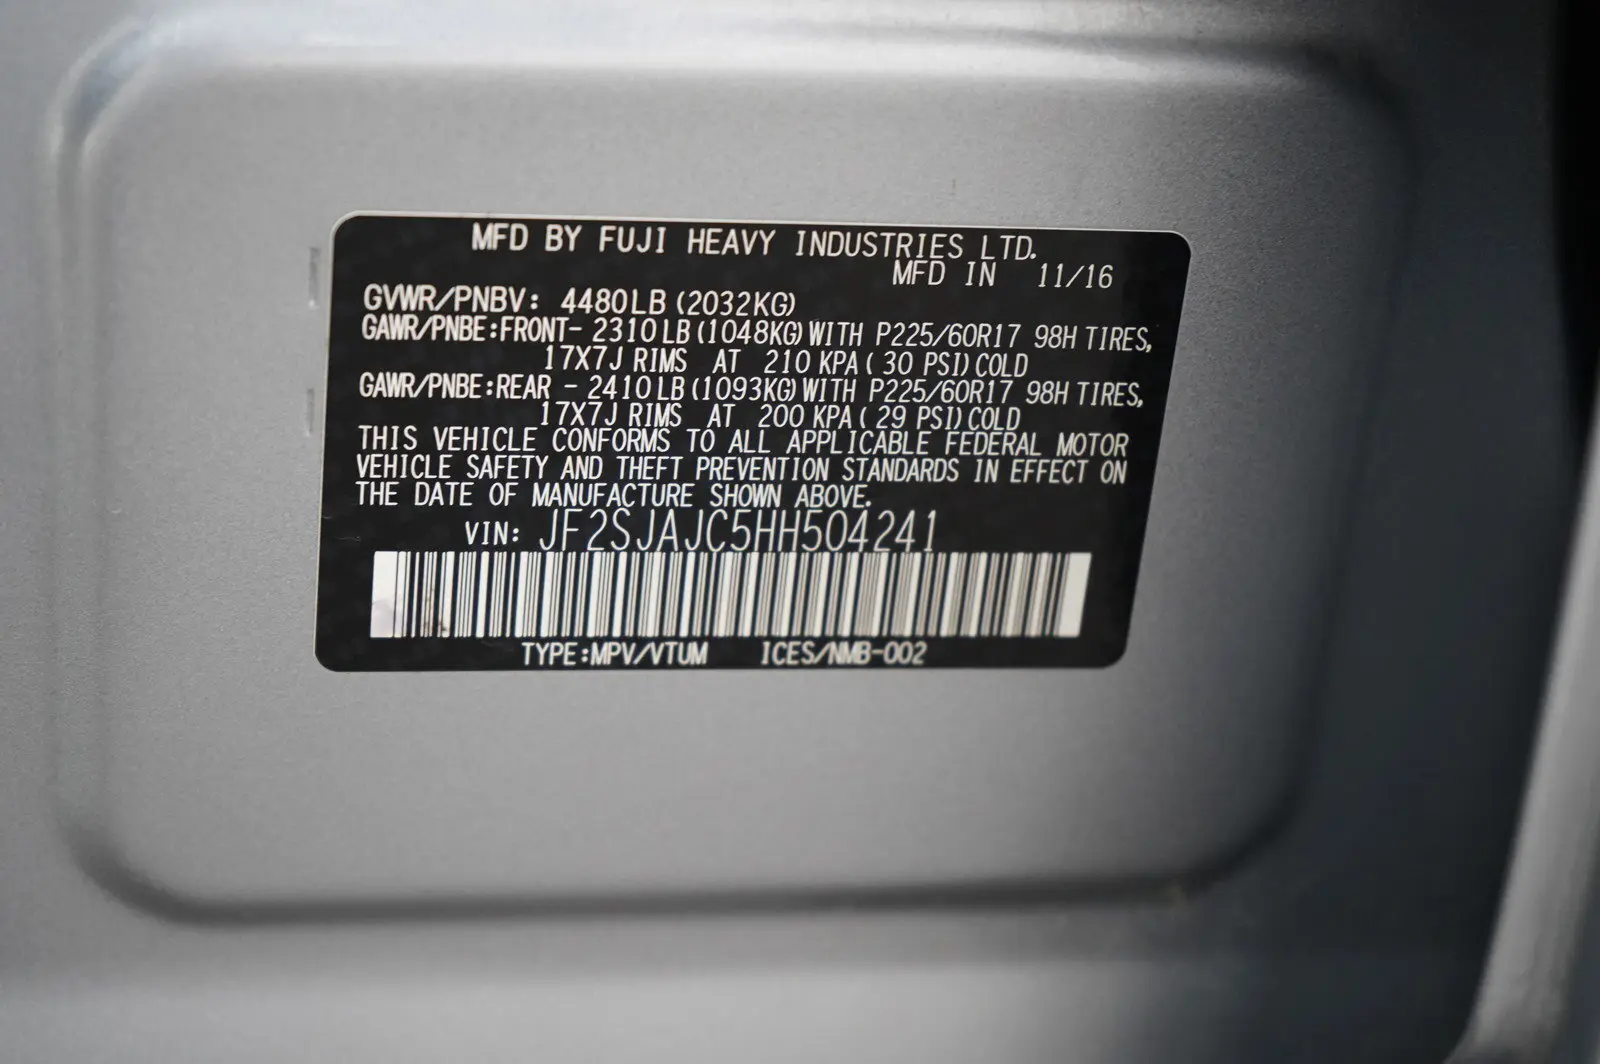 MFD BY FUJI HEAVY INDUSTRIES LTD.
MFD IN 11/16
GVWR/PNBV: 4480LB (2032KG)
GAWR/PNBE:FRONT- 2310LB (1048KG) WITH P225/60R17 98H TIRES,
17X7J RIMS AT 210 KPA ( 30 PSI) COLD
GAWR/PNBE:REAR - 2410LB (1093KG) WITH P225/60R17 98H TIRES,
17X7J RIMS AT 200 KPA ( 29 PSI) COLD
THIS VEHICLE CONFORMS TO ALL APPLICABLE FEDERAL MOTOR
VEHICLE SAFETY AND THEFT PREVENTION STANDARDS IN EFFECT ON
THE DATE OF MANUFACTURE SHOWN ABOVE.
VIN: JF2SJAJC5HH504241
TYPE:MPV/VTUM ICES/NMB-002